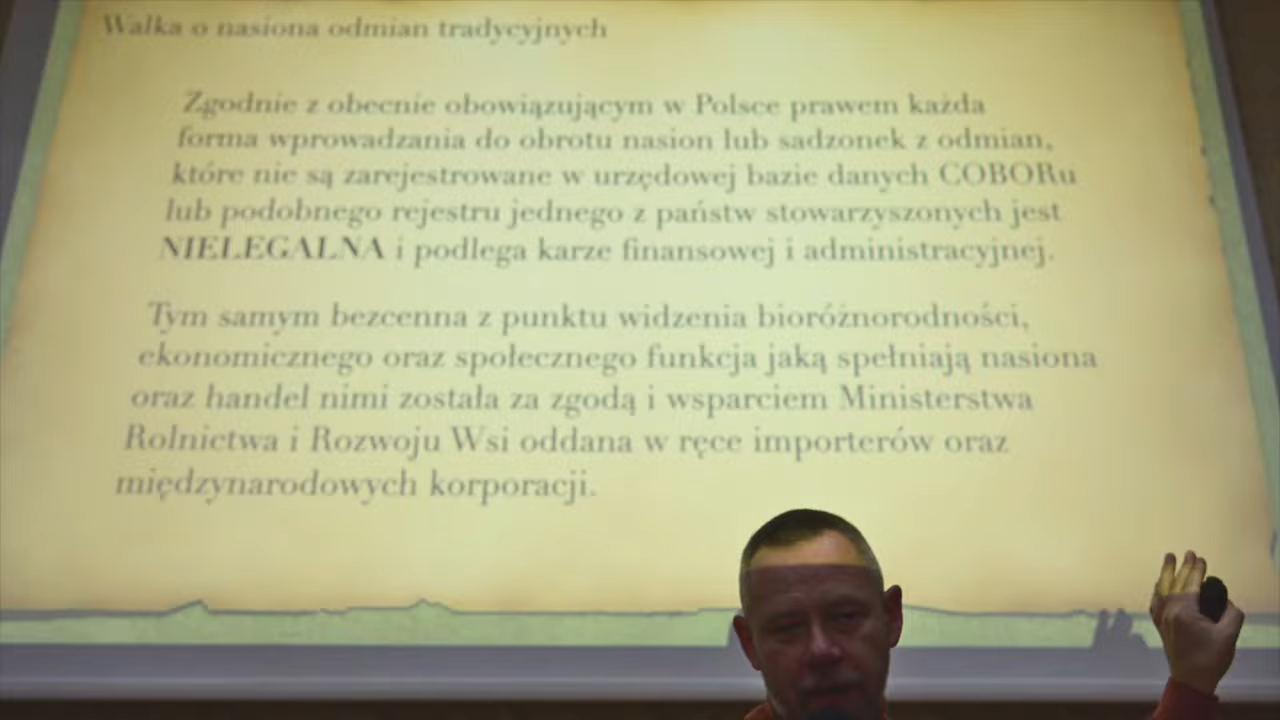 Walka o nasiona odmian tradycyjnych
Zgodnie z obecnie obowiązującym w Polsce prawem każda
forma wprowadzania do obrotu nasion lub sadzonek z odmian,
które nie są zarejestrowane w urzędowej bazie danych COBORu
lub podobnego rejestru jednego z państw stowarzyszonych jest
NIELEGALNA i podlega karze finansowej i administracyjnej.
Tym samym bezcenna z punktu widzenia bioróżnorodności,
ekonomicznego oraz społecznego funkcja jaką spełniają nasiona
oraz handel nimi została za zgodą i wsparciem Ministerstwa
Rolnictwa i Rozwoju Wsi oddana w ręce importerów oraz
międzynarodowych korporacji.